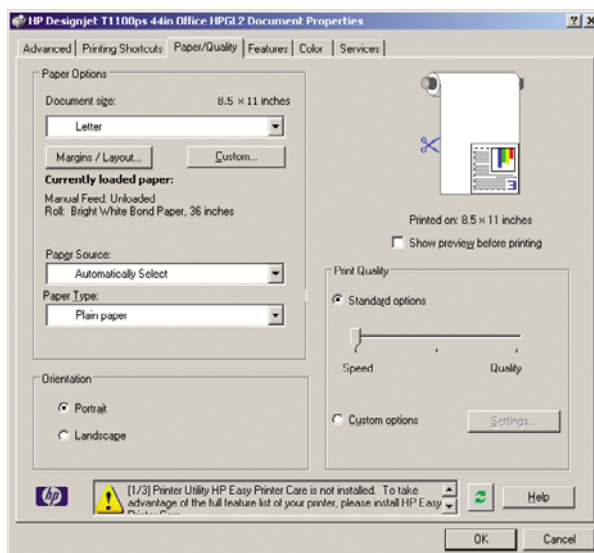 HP Designjet T1100ps 44in Office HPGL2 Document Properties
Advanced Printing Shortcuts Paper/Quality Features Color Services
Paper Options
Document size: 8.5 × 11 inches
Letter
Margins / Layout... Custom...
Currently loaded paper:
Manual Feed: Unloaded
Roll: Bright White Bond Paper, 36 inches
Paper Source:
Automatically Select
Paper Type:
Plain paper
Orientation
Portrait
Landscape
3
Printed on: 8.5 × 11 inches
Show preview before printing
Print Quality
Standard options
Speed Quality
Custom options Settings...
hp
[1/3] Printer Utility HP Easy Printer Care is not installed. To take
advantage of the full feature list of your printer, please install HP Easy
Printer Care
Help
OK Cancel